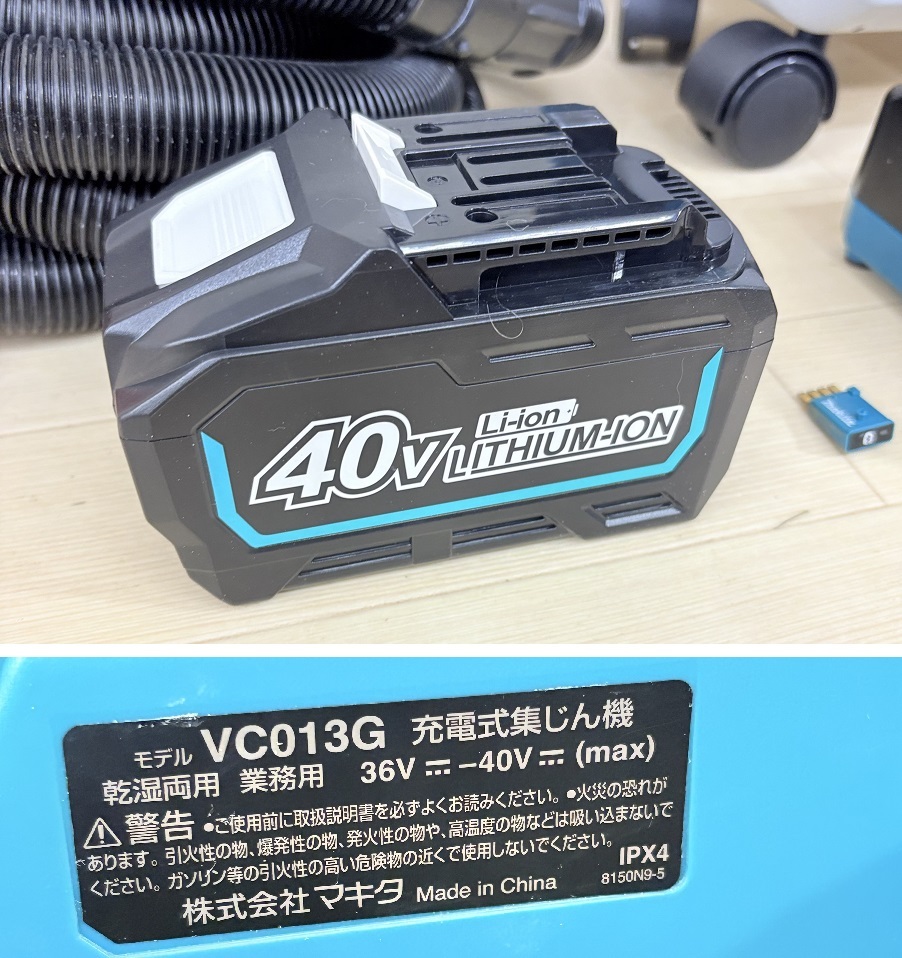 40V Li-ion
LITHIUM-ION
モデル VC013G 充電式集じん機
乾湿両用 業務用 36V ⎓ –40V ⎓ (max)
⚠ 警告 •ご使用前に取扱説明書を必ずよくお読みください。•火災の恐れが
あります。引火性の物、爆発性の物、発火性の物や、高温度の物などは吸い込まないで
ください。ガソリン等の引火性の高い危険物の近くで使用しないでください。
IPX4
株式会社 マキタ Made in China 8150N9-5